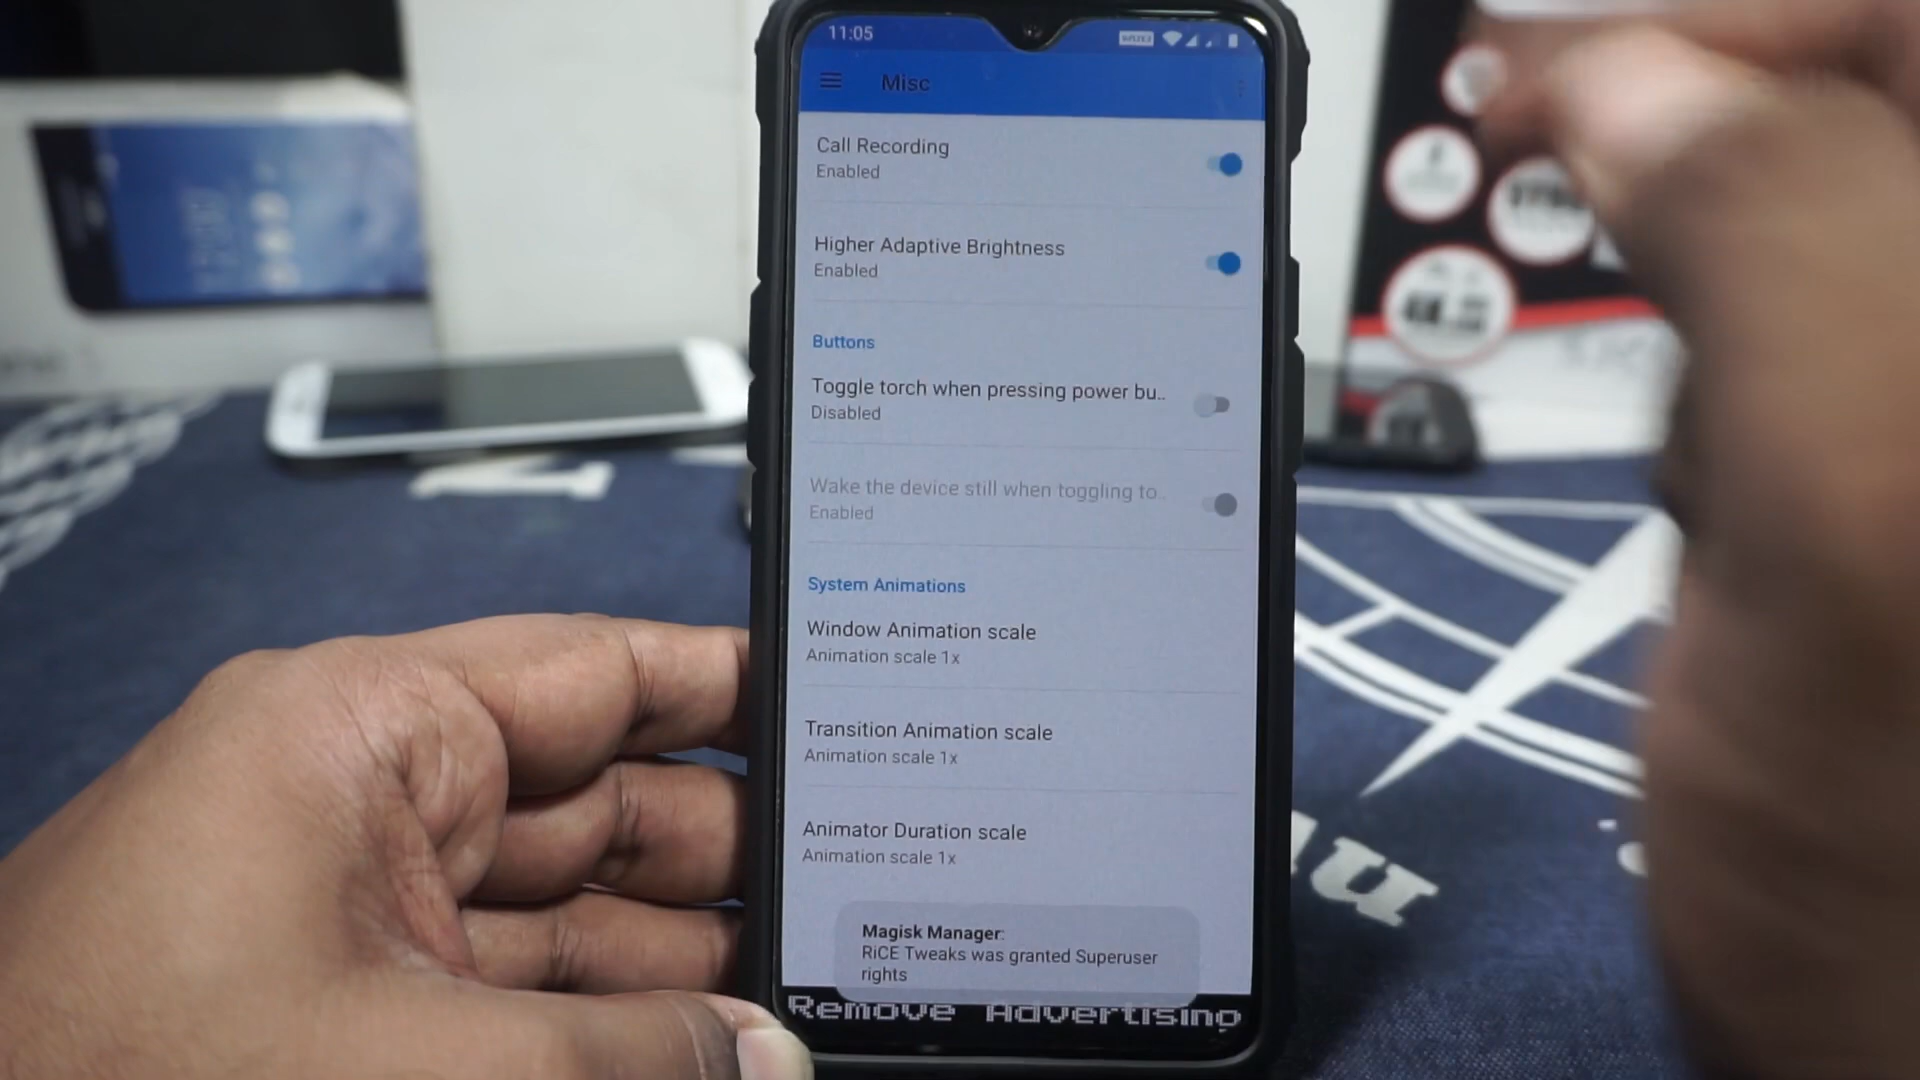 11:05
Misc
Call Recording
Enabled
Higher Adaptive Brightness
Enabled
Buttons
Toggle torch when pressing power bu..
Disabled
Wake the device still when toggling to..
Enabled
System Animations
Window Animation scale
Animation scale 1x
Transition Animation scale
Animation scale 1x
Animator Duration scale
Animation scale 1x
Magisk Manager:
RiCE Tweaks was granted Superuser
rights
Remove Advertising